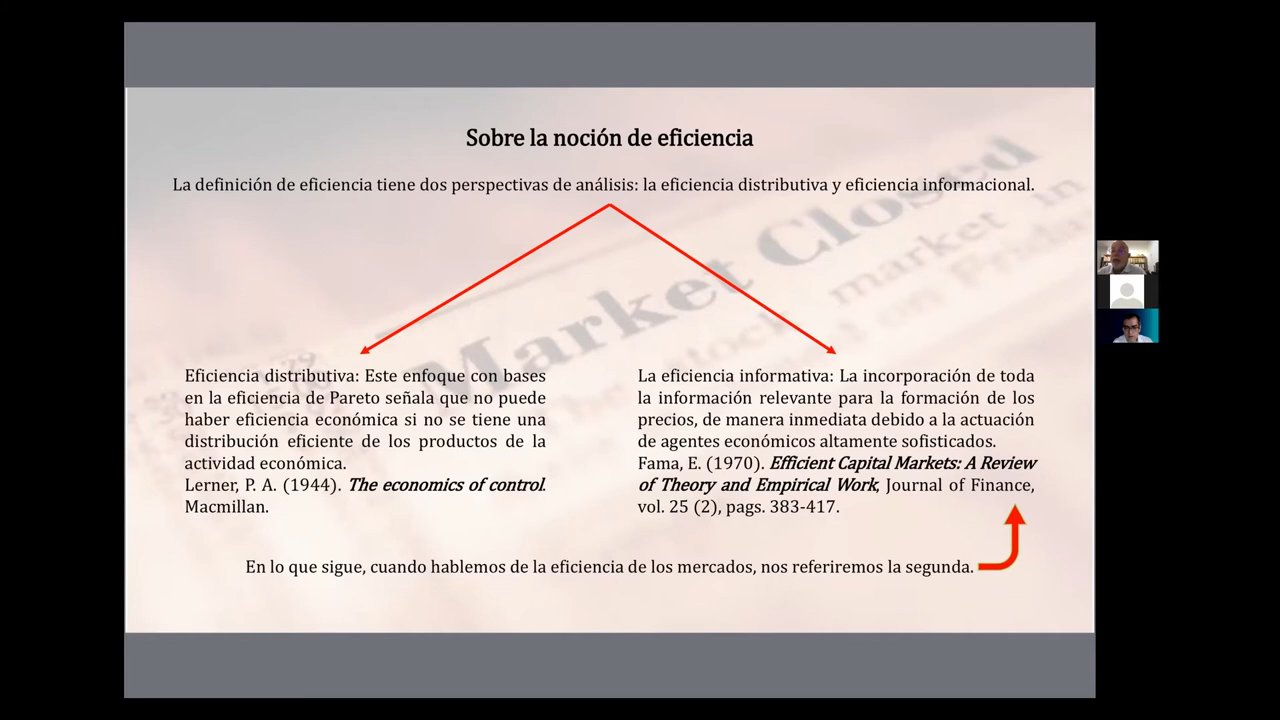 Sobre la noción de eficiencia
La definición de eficiencia tiene dos perspectivas de análisis: la eficiencia distributiva y eficiencia informacional.
Eficiencia distributiva: Este enfoque con bases
en la eficiencia de Pareto señala que no puede
haber eficiencia económica si no se tiene una
distribución eficiente de los productos de la
actividad económica.
Lerner, P. A. (1944). The economics of control.
Macmillan.
La eficiencia informativa: La incorporación de toda
la información relevante para la formación de los
precios, de manera inmediata debido a la actuación
de agentes económicos altamente sofisticados.
Fama, E. (1970). Efficient Capital Markets: A Review
of Theory and Empirical Work, Journal of Finance,
vol. 25 (2), pags. 383-417.
En lo que sigue, cuando hablemos de la eficiencia de los mercados, nos referiremos la segunda.
Market Closed
market in